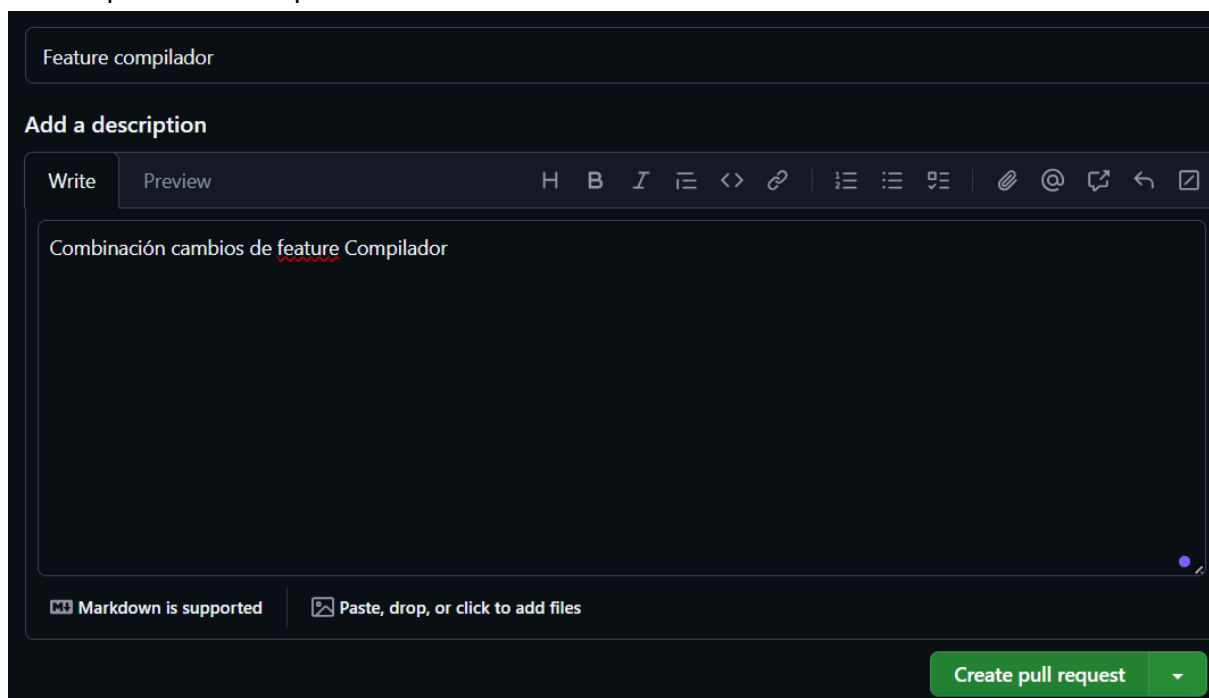 Feature compilador
Add a description
Write Preview
Combinación cambios de feature Compilador
Markdown is supported Paste, drop, or click to add files
Create pull request